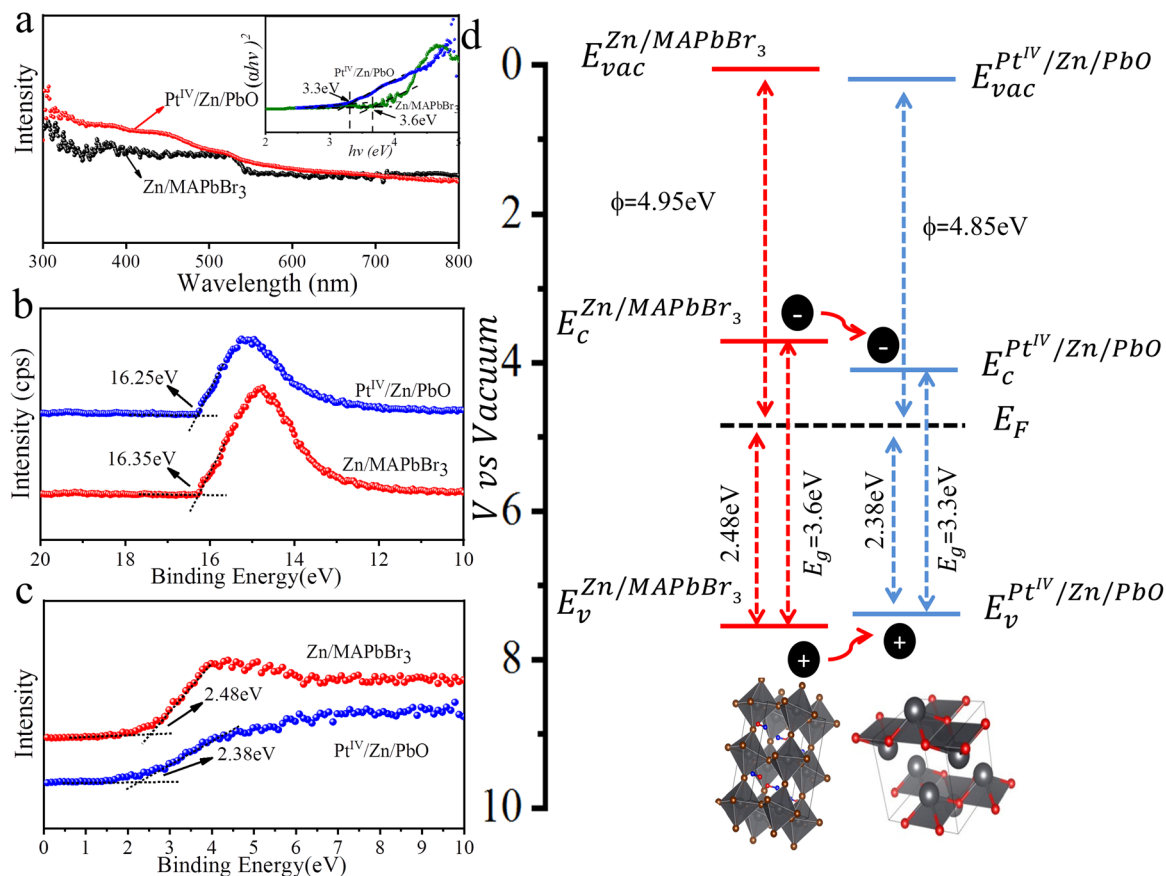 a
Intensity
Pt^IV/Zn/PbO
Zn/MAPbBr3
300 400 500 600 700 800
Wavelength (nm)
(αhν )²
Pt^IV/Zn/PbO
3.3eV
Zn/MAPbBr3
3.6eV
2 3 4 5
hν (eV)
b
Intensity (cps)
16.25eV
Pt^IV/Zn/PbO
16.35eV
Zn/MAPbBr3
20 18 16 14 12 10
Binding Energy(eV)
c
Intensity
Zn/MAPbBr3
2.48eV
2.38eV
Pt^IV/Zn/PbO
0 1 2 3 4 5 6 7 8 9 10
Binding Energy(eV)
d
V vs Vacuum
0
2
4
6
8
10
E_vac^Zn/MAPbBr3
E_vac^Pt^IV/Zn/PbO
ϕ=4.95eV
ϕ=4.85eV
E_c^Zn/MAPbBr3
-
-
E_c^Pt^IV/Zn/PbO
E_F
2.48eV
E_g=3.6eV
2.38eV
E_g=3.3eV
E_v^Zn/MAPbBr3
E_v^Pt^IV/Zn/PbO
+
+